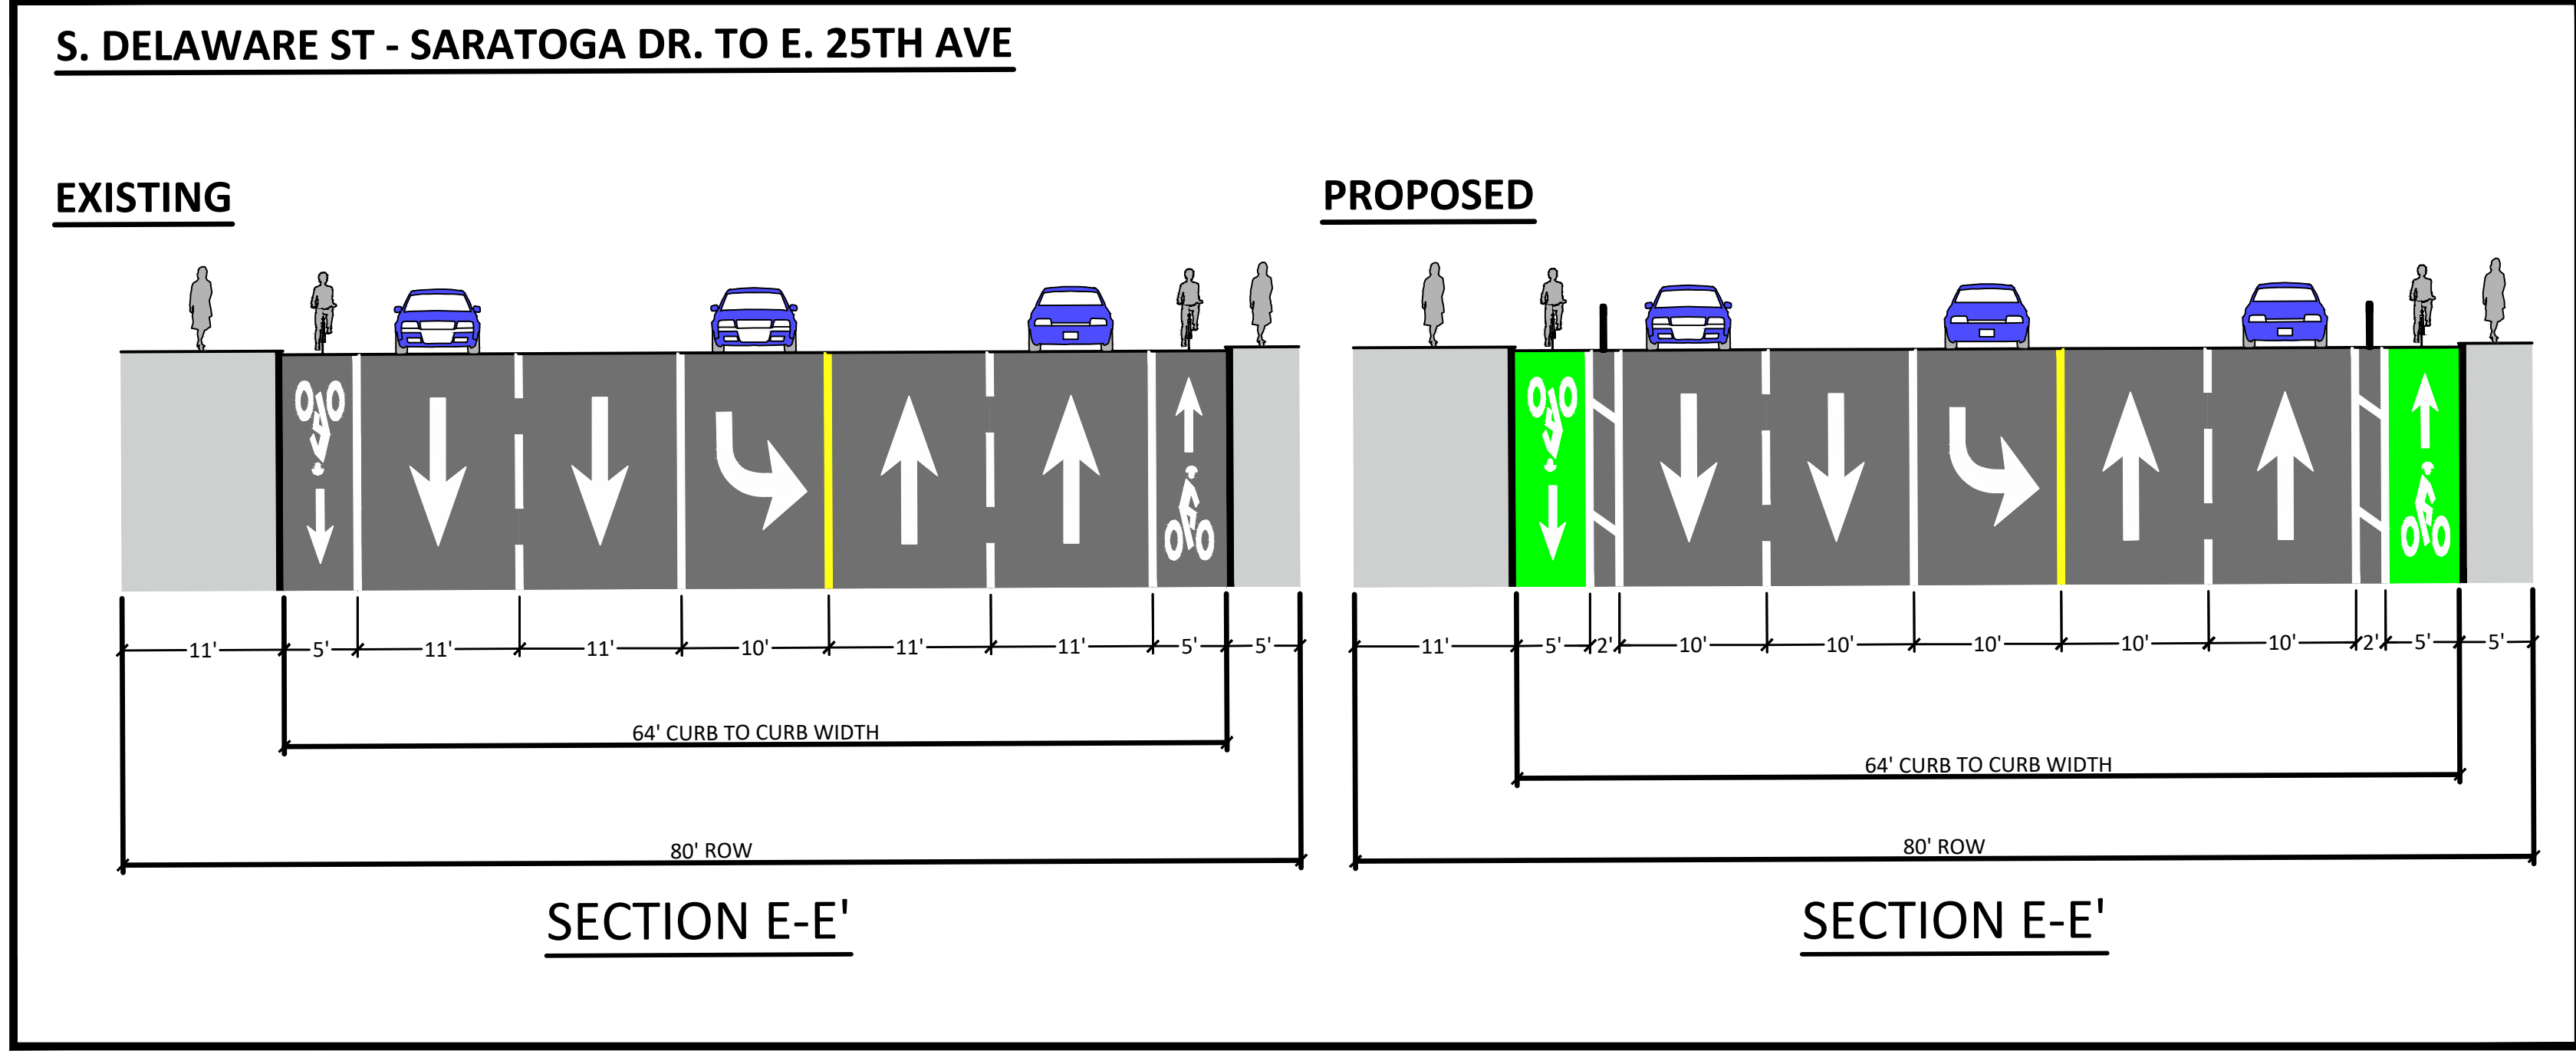 S. DELAWARE ST - SARATOGA DR. TO E. 25TH AVE
EXISTING
PROPOSED
11' 5' 11' 11' 10' 11' 11' 5' 5'
11' 5' 2' 10' 10' 10' 10' 10' 2' 5' 5'
64' CURB TO CURB WIDTH
64' CURB TO CURB WIDTH
80' ROW
80' ROW
SECTION E-E'
SECTION E-E'